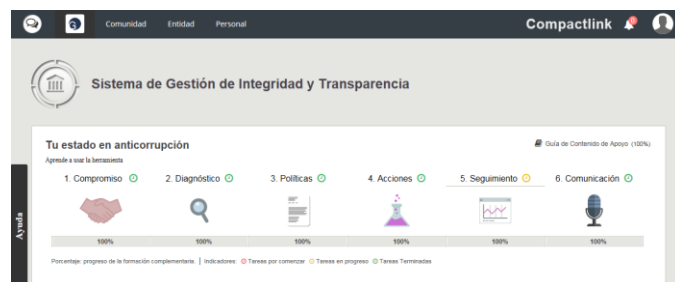 Comunidad Entidad Personal Compactlink 0
Sistema de Gestión de Integridad y Transparencia
Tu estado en anticorrupción Guía de Contenido de Apoyo (100%)
Aprende a usar la herramienta
1. Compromiso 2. Diagnóstico 3. Políticas 4. Acciones 5. Seguimiento 6. Comunicación
Ayuda
100% 100% 100% 100% 100% 100%
Porcentaje: progreso de la formación complementaria. | Indicadores: Tareas por comenzar Tareas en progreso Tareas Terminadas